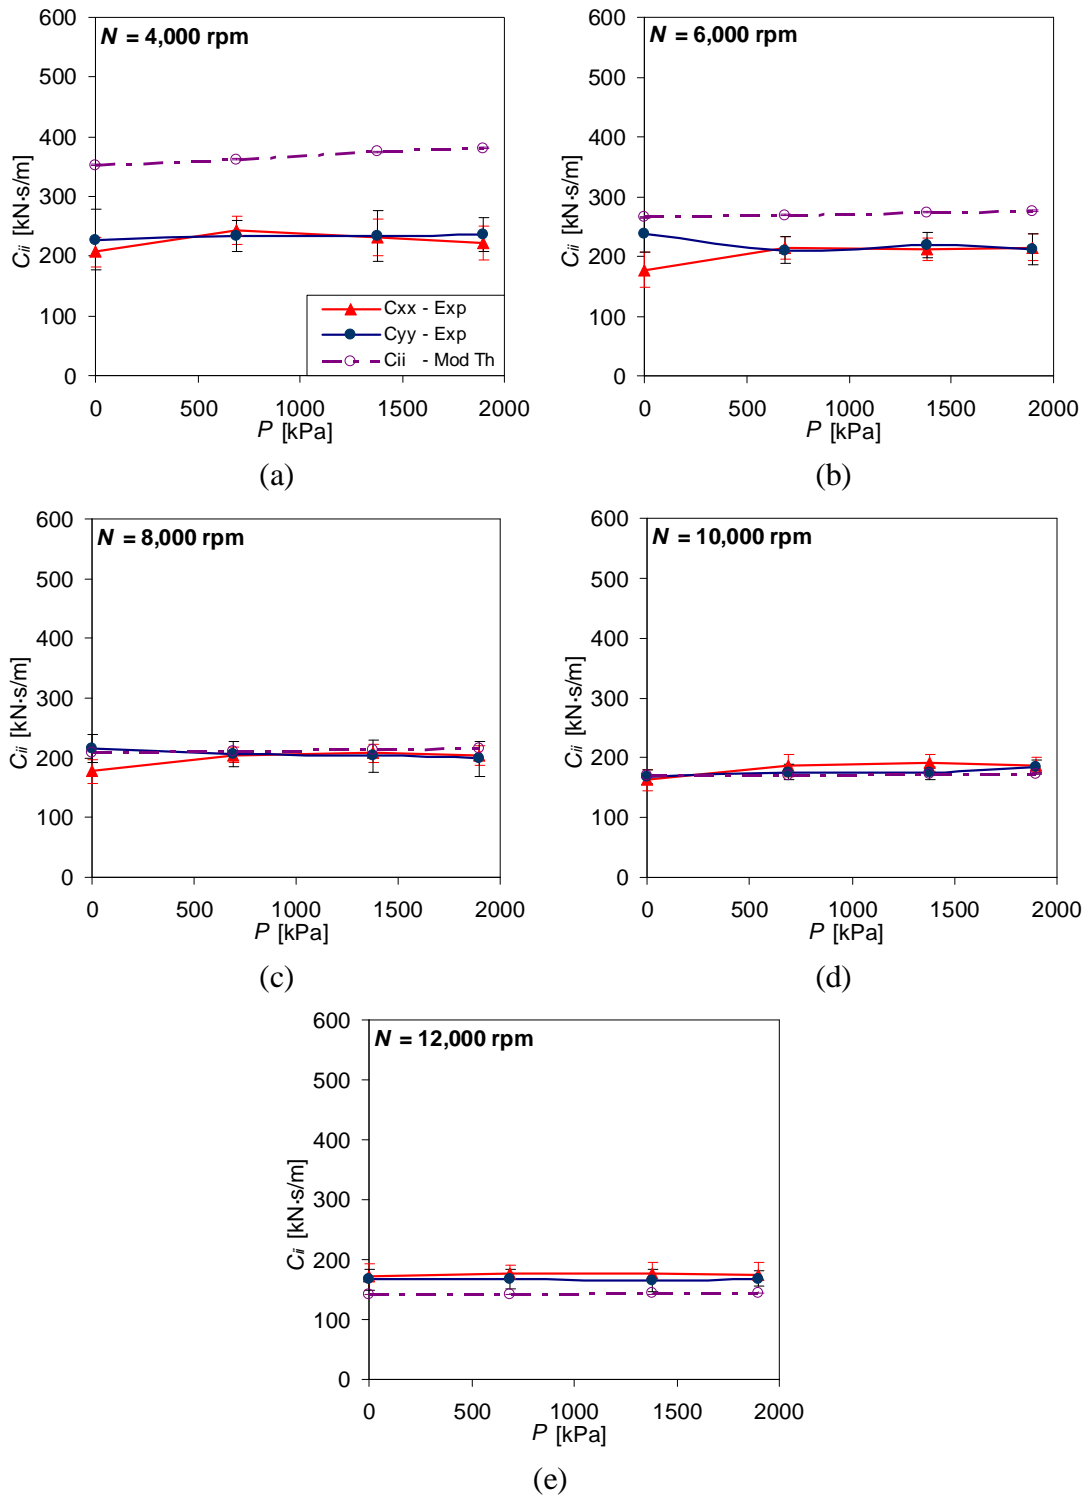 N = 4,000 rpm
600
500
400
300
200
100
0
Cii [kN·s/m]
Cxx - Exp
Cyy - Exp
Cii - Mod Th
0 500 1000 1500 2000
P [kPa]
(a)
N = 6,000 rpm
600
500
400
300
200
100
0
Cii [kN·s/m]
0 500 1000 1500 2000
P [kPa]
(b)
N = 8,000 rpm
600
500
400
300
200
100
0
Cii [kN·s/m]
0 500 1000 1500 2000
P [kPa]
(c)
N = 10,000 rpm
600
500
400
300
200
100
0
Cii [kN·s/m]
0 500 1000 1500 2000
P [kPa]
(d)
N = 12,000 rpm
600
500
400
300
200
100
0
Cii [kN·s/m]
0 500 1000 1500 2000
P [kPa]
(e)